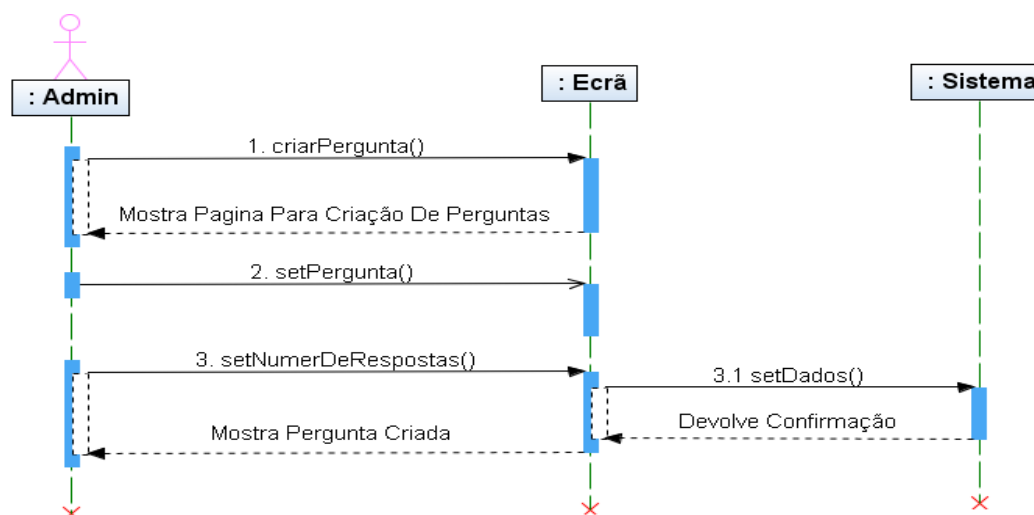 : Admin
: Ecrã
: Sistema
1. criarPergunta()
Mostra Pagina Para Criação De Perguntas
2. setPergunta()
3. setNumerDeRespostas()
3.1 setDados()
Devolve Confirmação
Mostra Pergunta Criada